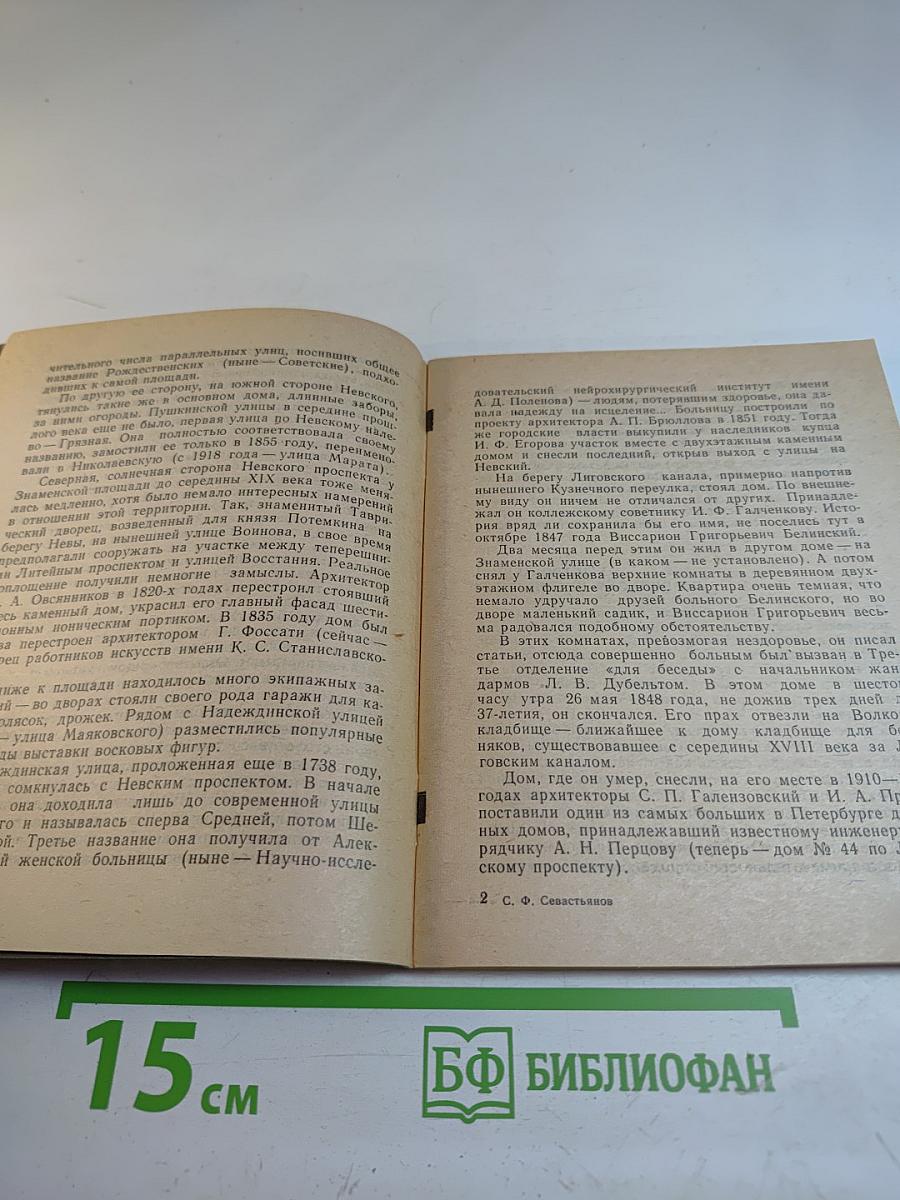 чительного числа параллельных улиц, носивших общее
название Рождественских (ныне — Советские), подхо-
дивших к самой площади.
По другую ее сторону, на южной стороне Невского,
тянулись такие же в основном дома, длинные заборы,
за ними огороды. Пушкинской улицы в середине прош-
лого века еще не было, первая улица по Невскому нале-
во — Грязная. Она полностью соответствовала своему
названию, замостили ее только в 1855 году, переимено-
вали в Николаевскую (с 1918 года — улица Марата).
Северная, солнечная сторона Невского проспекта у
Знаменской площади до середины XIX века тоже меня-
лась медленно, хотя было немало интересных намерений
в отношении этой территории. Так, знаменитый Таври-
ческий дворец, возведенный для князя Потемкина на
берегу Невы, на нынешней улице Воинова, в свое время
предполагали сооружать на участке между теперешни-
и Литейным проспектом и улицей Восстания. Реальное
оплощение получили немногие замыслы. Архитектор
. А. Овсянников в 1820-х годах перестроил стоявший
есь каменный дом, украсил его главный фасад шести-
онным ионическим портиком. В 1835 году дом был
ва перестроен архитектором Г. Фоссати (сейчас —
рец работников искусств имени К. С. Станиславско-
иже к площади находилось много экипажных за-
ий — во дворах стояли своего рода гаражи для ка-
олясок, дрожек. Рядом с Надеждинской улицей
— улица Маяковского) разместились популярные
ды выставки восковых фигур.
ждинская улица, проложенная еще в 1738 году,
сомкнулась с Невским проспектом. В начале
она доходила лишь до современной улицы
го и называлась сперва Средней, потом Ше-
ой. Третье название она получила от Алек-
й женской больницы (ныне — Научно-иссле-
довательский нейрохирургический институт имени
А. Д. Поленова) — людям, потерявшим здоровье, она да-
вала надежду на исцеление... Больницу построили по
проекту архитектора А. П. Брюллова в 1851 году. Тогда
же городские власти выкупили у наследников купца
И. Ф. Егорова участок вместе с двухэтажным каменным
домом и снесли последний, открыв выход с улицы на
Невский.
На берегу Лиговского канала, примерно напротив
нынешнего Кузнечного переулка, стоял дом. По внешне-
му виду он ничем не отличался от других. Принадле-
жал он коллежскому советнику И. Ф. Галченкову. Исто-
рия вряд ли сохранила бы его имя, не поселись тут в
октябре 1847 года Виссарион Григорьевич Белинский.
Два месяца перед этим он жил в другом доме — на
Знаменской улице (в каком — не установлено). А потом
снял у Галченкова верхние комнаты в деревянном двух-
этажном флигеле во дворе. Квартира очень темная, что
немало удручало друзей больного Белинского, но во
дворе маленький садик, и Виссарион Григорьевич весь-
ма радовался подобному обстоятельству.
В этих комнатах, превозмогая нездоровье, он писал
статьи, отсюда совершенно больным был вызван в Тре-
тье отделение «для беседы» с начальником жан
дармов Л. В. Дубельтом. В этом доме в шестом
часу утра 26 мая 1848 года, не дожив трех дней д
37-летия, он скончался. Его прах отвезли на Волко
кладбище — ближайшее к дому кладбище для бе
няков, существовавшее с середины XVIII века за Л
говским каналом.
Дом, где он умер, снесли, на его месте в 1910—
годах архитекторы С. П. Галензовский и И. А. Пр
поставили один из самых больших в Петербурге д
ных домов, принадлежавший известному инженеру
рядчику А. Н. Перцову (теперь — дом № 44 по Л
скому проспекту).
2 С. Ф. Севастьянов
15 см
БФ БИБЛИОФАН